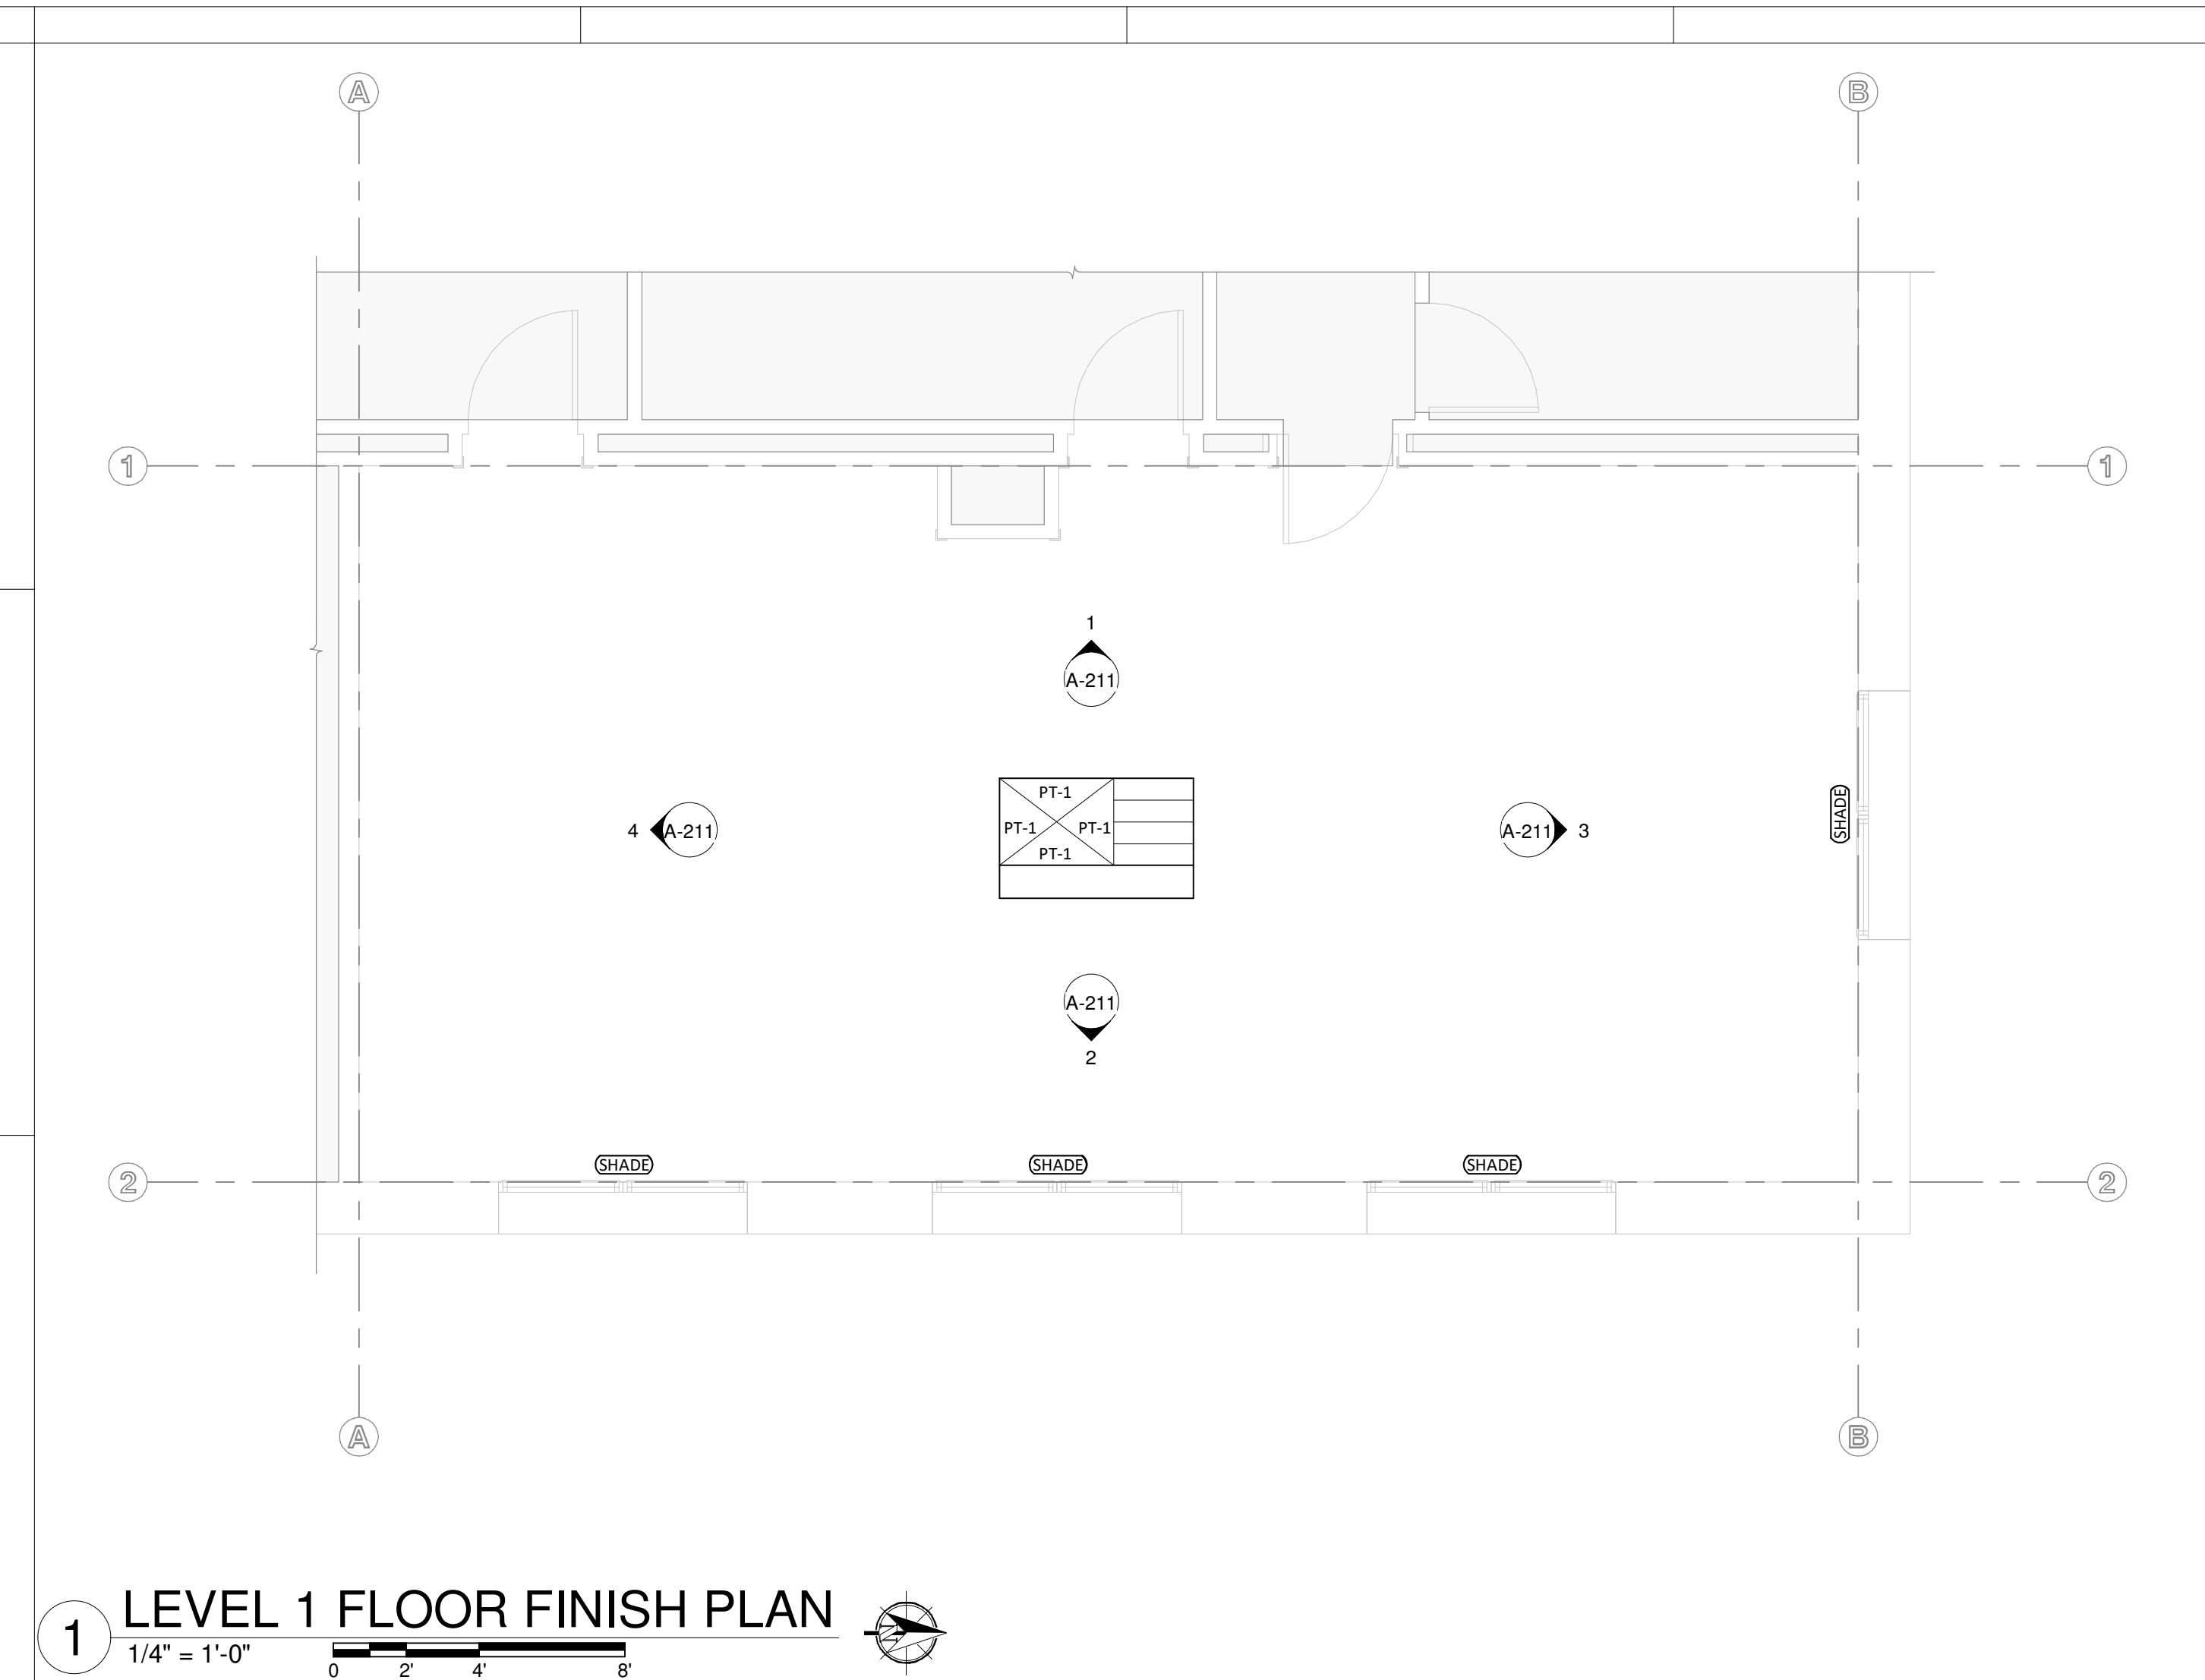 A
B
1
1
1
A-211
PT-1
PT-1
PT-1
PT-1
4
A-211
A-211
3
SHADE
A-211
2
SHADE
SHADE
SHADE
2
2
A
B
1
LEVEL 1 FLOOR FINISH PLAN
1/4" = 1'-0"
0 2' 4' 8'
N